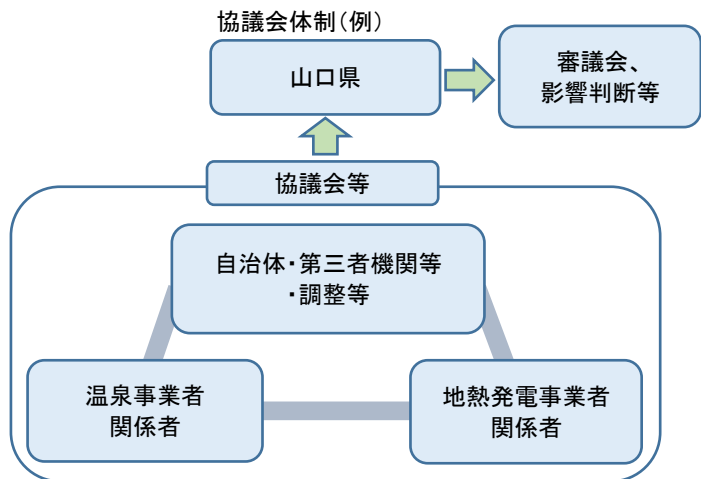 協議会体制(例)
山口県
審議会、
影響判断等
協議会等
自治体・第三者機関等
・調整等
温泉事業者
関係者
地熱発電事業者
関係者